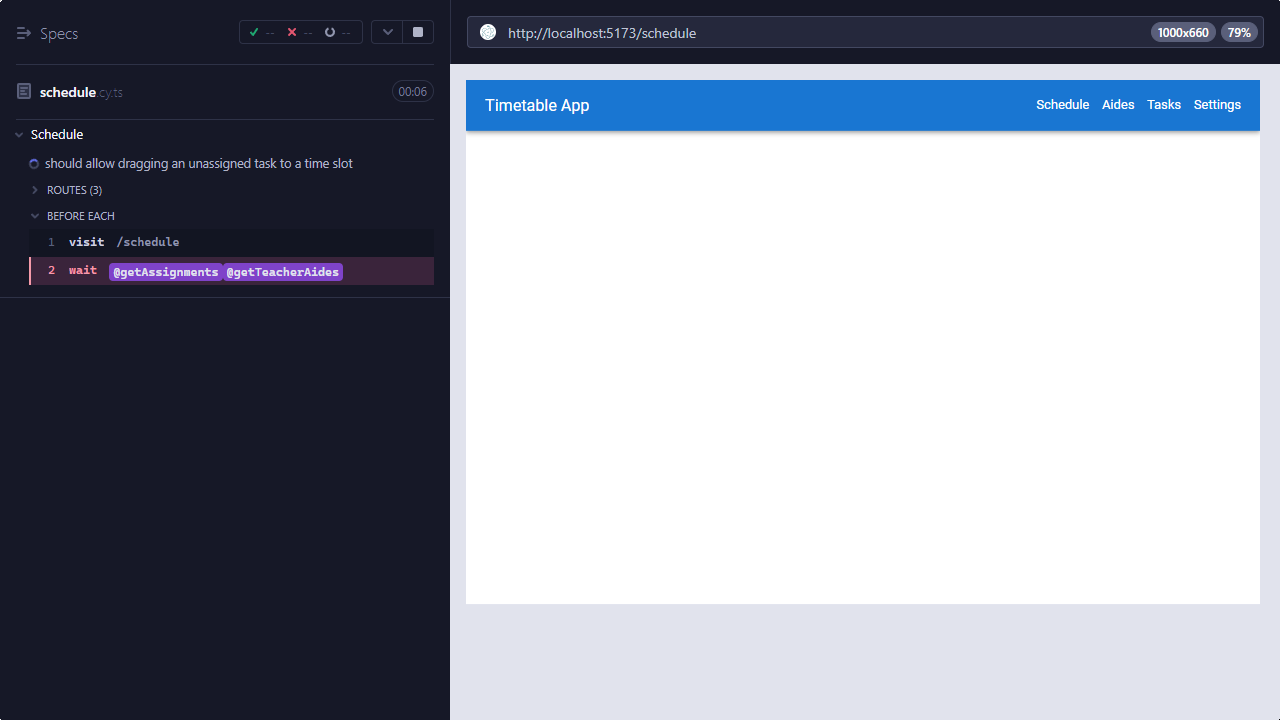 Specs
-- -- --
schedule.cy.ts 00:06
Schedule
should allow dragging an unassigned task to a time slot
ROUTES (3)
BEFORE EACH
1 visit /schedule
2 wait @getAssignments @getTeacherAides
http://localhost:5173/schedule 1000x660 79%
Timetable App Schedule Aides Tasks Settings